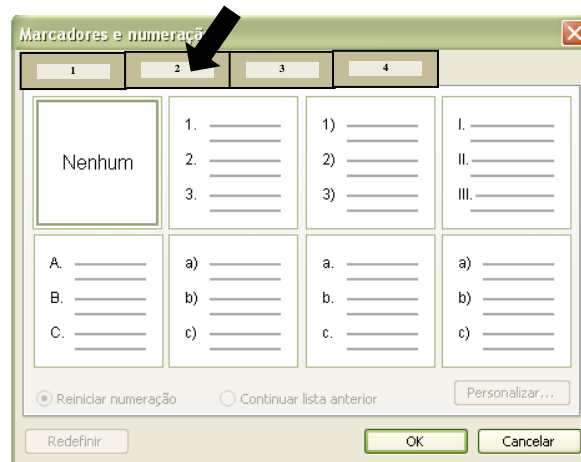 Marcadores e numeraçã
1 2 3 4
Nenhum
1.
2.
3.
1)
2)
3)
I.
II.
III.
A.
B.
C.
a)
b)
c)
a.
b.
c.
a)
b)
c)
Reiniciar numeração
Continuar lista anterior
Personalizar...
Redefinir
OK
Cancelar